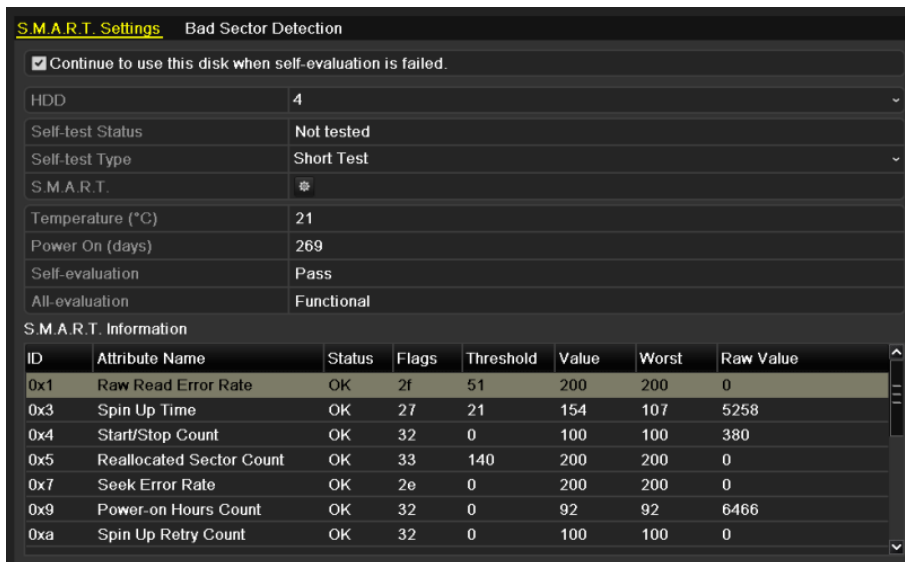 S.M.A.R.T. Settings Bad Sector Detection
Continue to use this disk when self-evaluation is failed.
HDD 4
Self-test Status Not tested
Self-test Type Short Test
S.M.A.R.T.
Temperature (°C) 21
Power On (days) 269
Self-evaluation Pass
All-evaluation Functional
S.M.A.R.T. Information
ID Attribute Name Status Flags Threshold Value Worst Raw Value
0x1 Raw Read Error Rate OK 2f 51 200 200 0
0x3 Spin Up Time OK 27 21 154 107 5258
0x4 Start/Stop Count OK 32 0 100 100 380
0x5 Reallocated Sector Count OK 33 140 200 200 0
0x7 Seek Error Rate OK 2e 0 200 200 0
0x9 Power-on Hours Count OK 32 0 92 92 6466
0xa Spin Up Retry Count OK 32 0 100 100 0